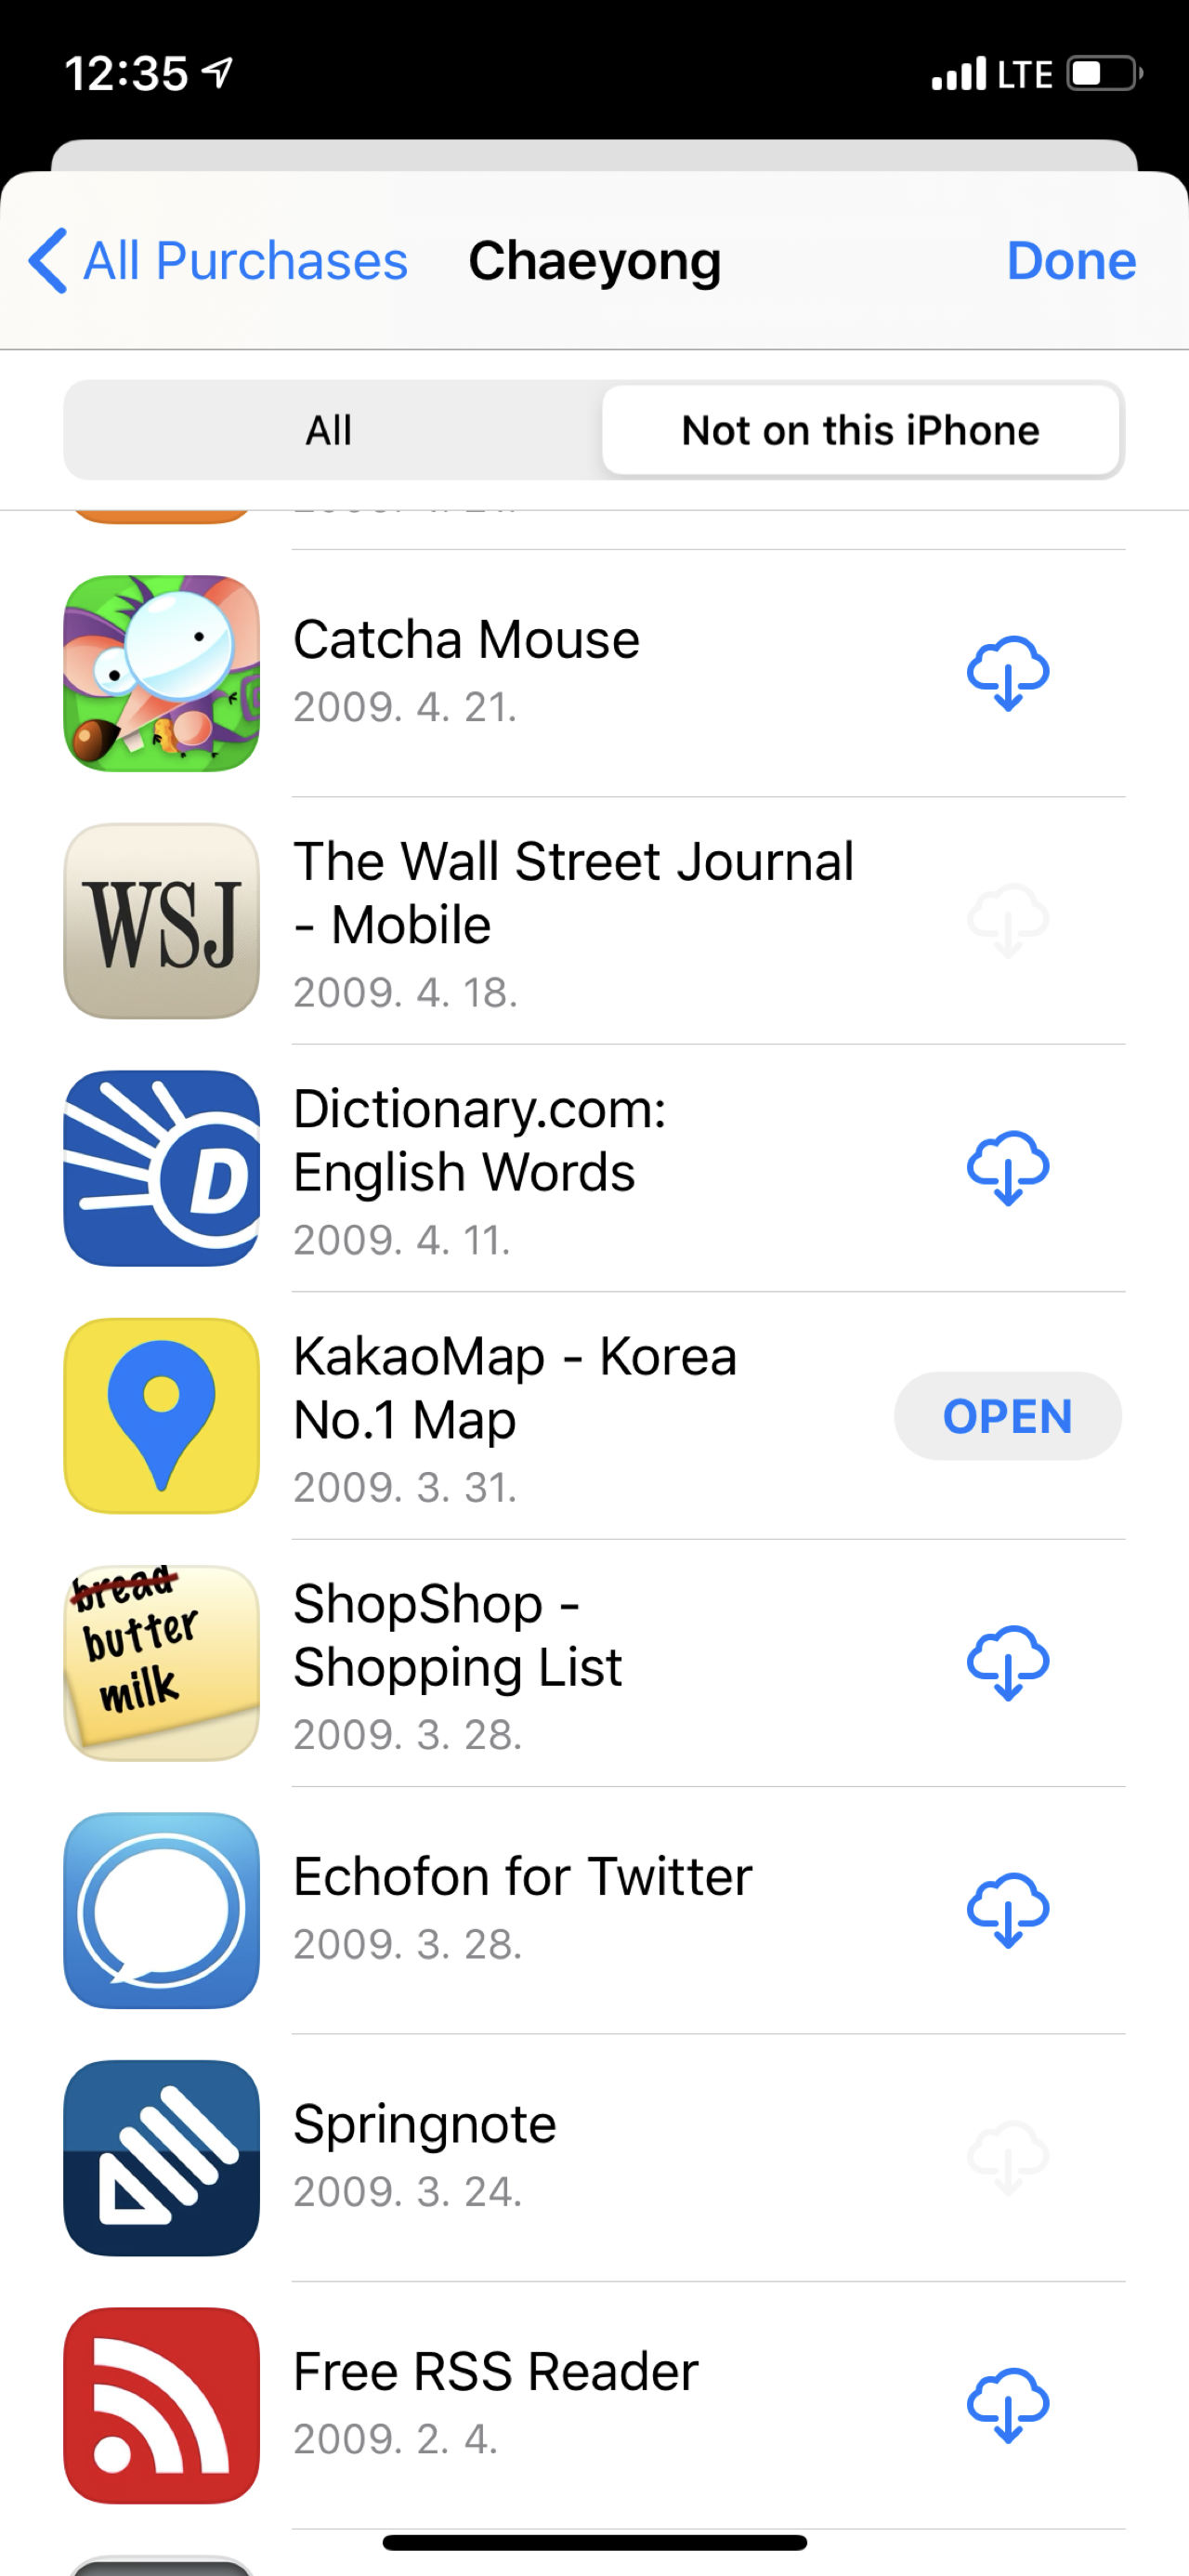 12:35
LTE
All Purchases
Chaeyong
Done
All
Not on this iPhone
Catcha Mouse
2009. 4. 21.
WSJ
The Wall Street Journal
- Mobile
2009. 4. 18.
D
Dictionary.com:
English Words
2009. 4. 11.
KakaoMap - Korea
No.1 Map
2009. 3. 31.
OPEN
bread
butter
milk
ShopShop -
Shopping List
2009. 3. 28.
Echofon for Twitter
2009. 3. 28.
Springnote
2009. 3. 24.
Free RSS Reader
2009. 2. 4.